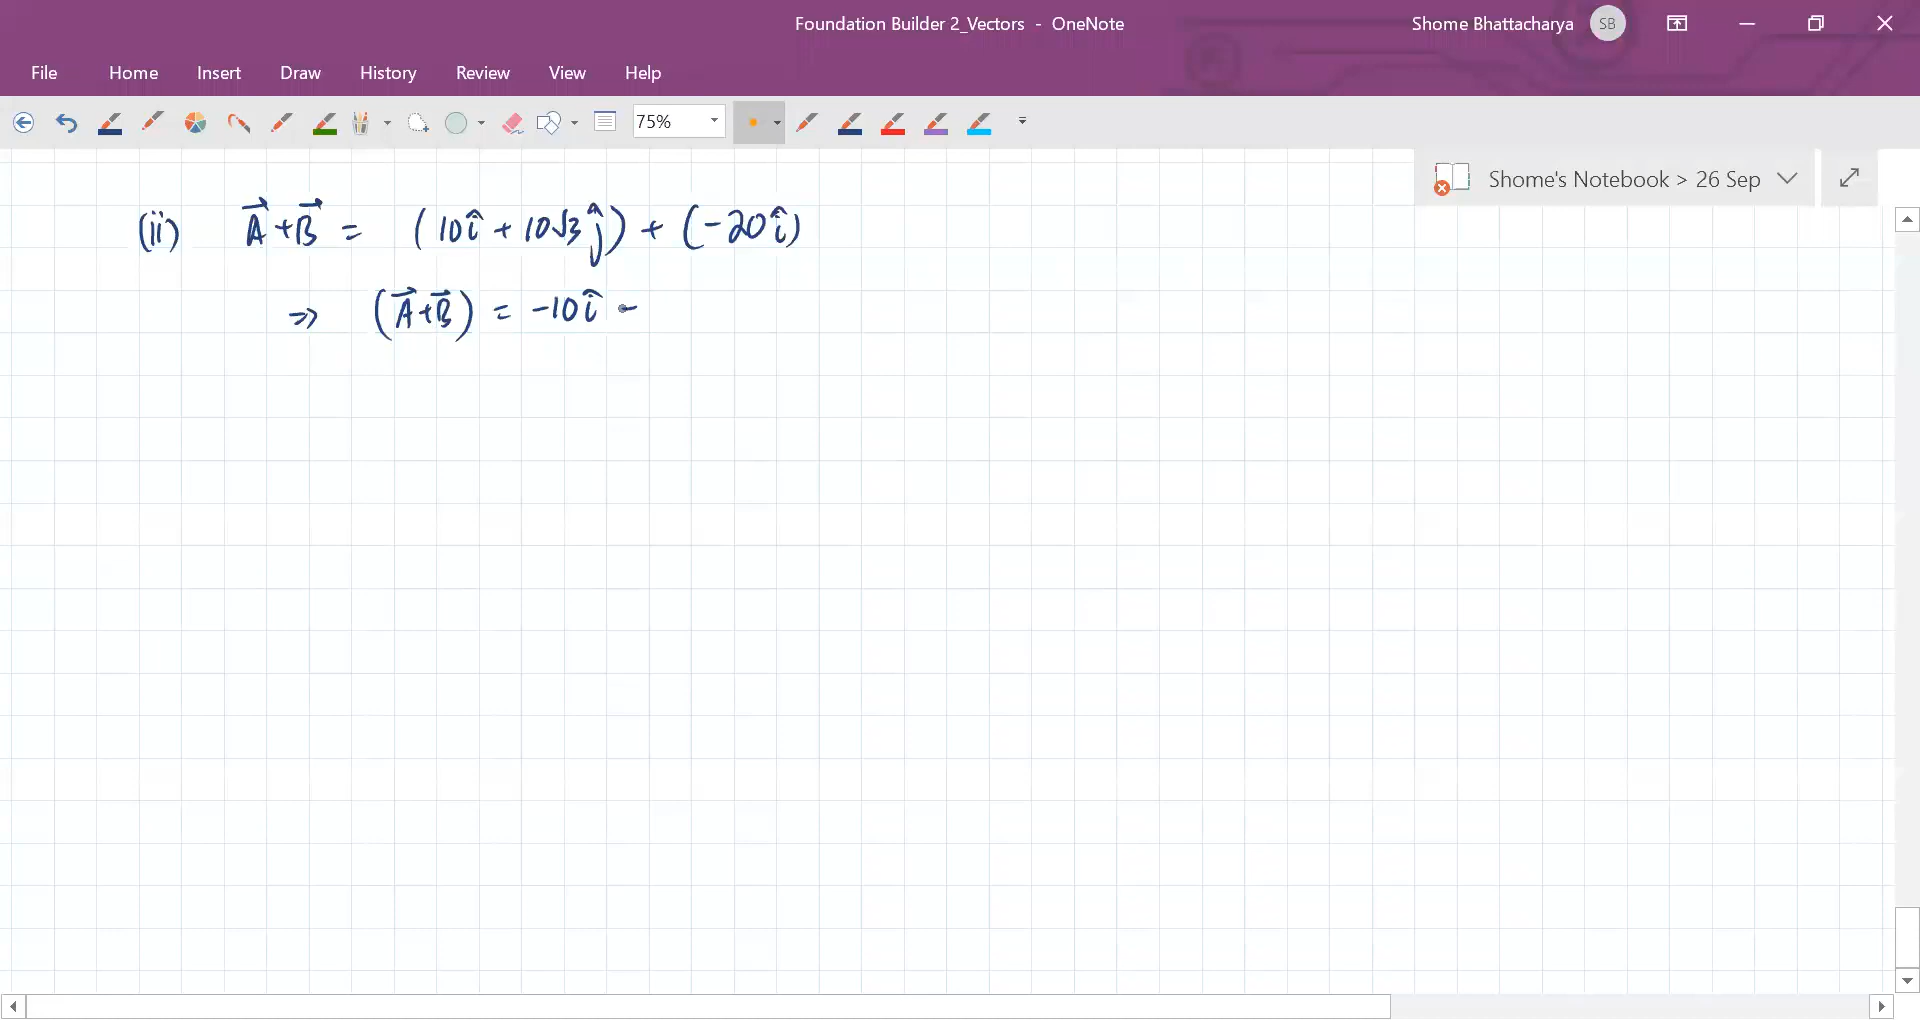 Foundation Builder 2_Vectors - OneNote
Shome Bhattacharya SB
File Home Insert Draw History Review View Help
75%
Shome's Notebook > 26 Sep
(ii) A⃗ + B⃗ = (10î + 10√3 ĵ) + (-20î)
⇒ (A⃗ + B⃗) = -10î -